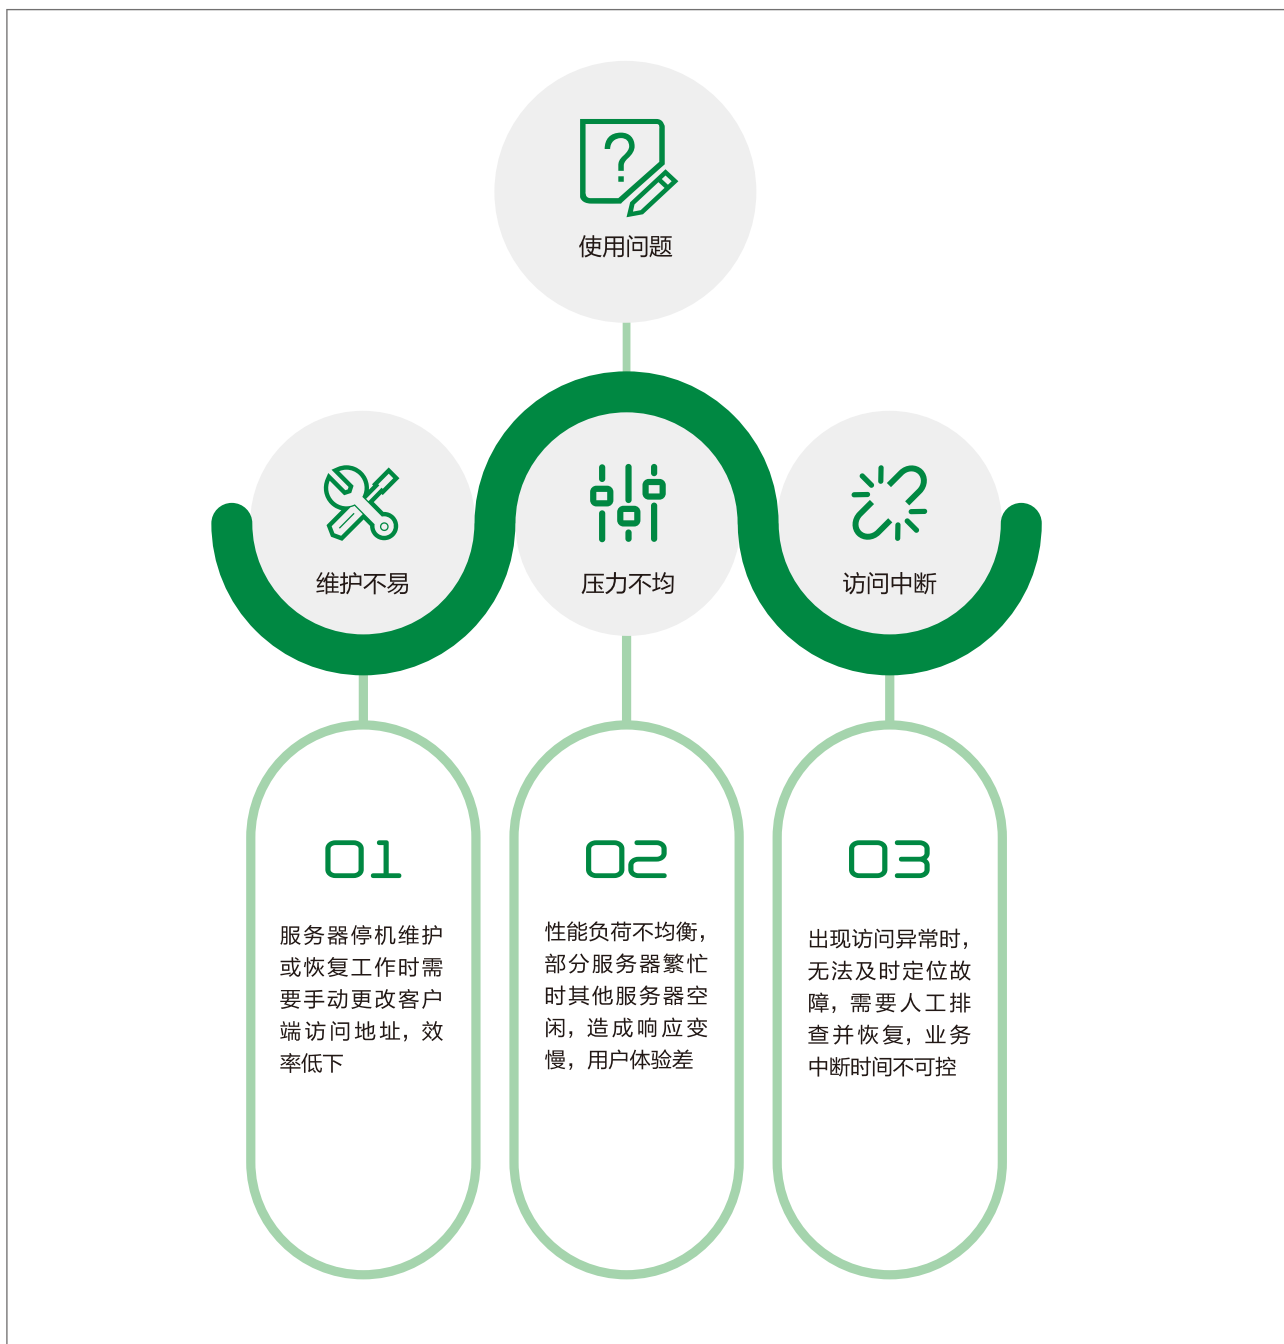 使用问题
维护不易
压力不均
访问中断
01
服务器停机维护
或恢复工作时需
要手动更改客户
端访问地址，效
率低下
02
性能负荷不均衡，
部分服务器繁忙
时其他服务器空
闲，造成响应变
慢，用户体验差
03
出现访问异常时，
无法及时定位故
障，需要人工排
查并恢复，业务
中断时间不可控